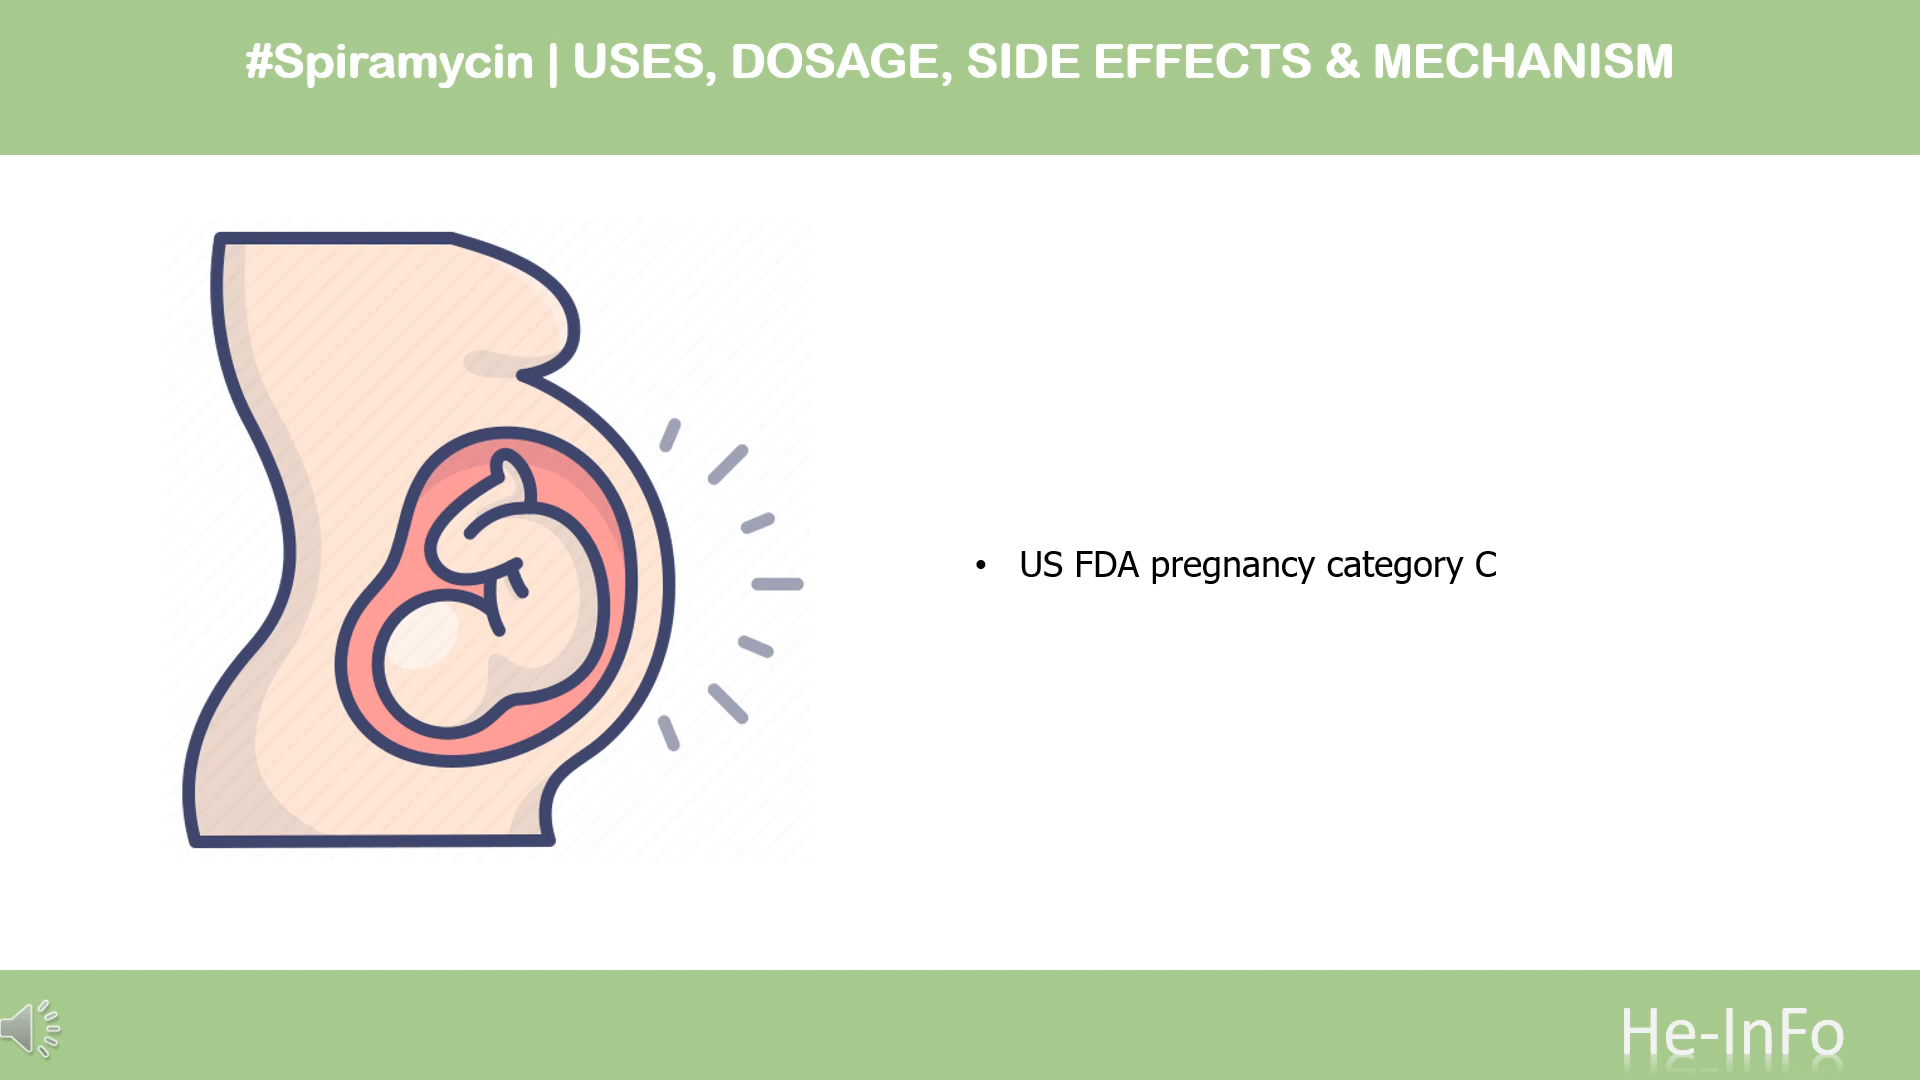 #Spiramycin | USES, DOSAGE, SIDE EFFECTS & MECHANISM
• US FDA pregnancy category C
He-InFo